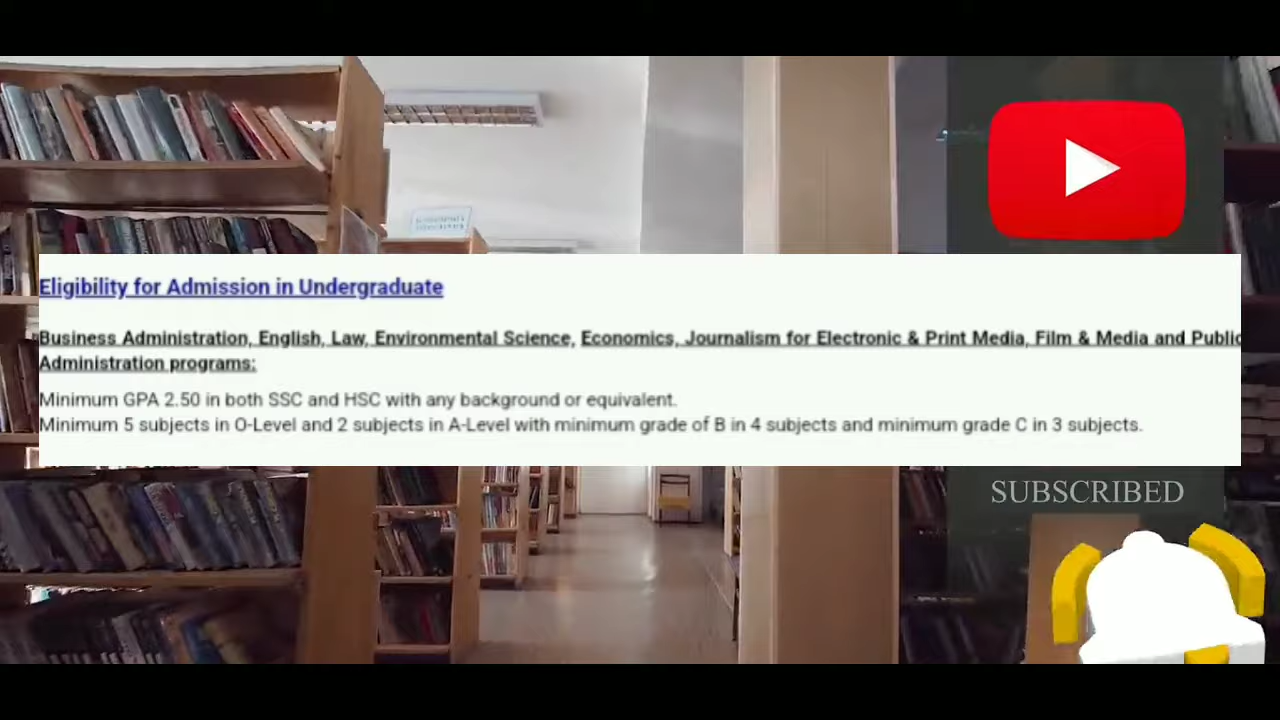 Eligibility for Admission in Undergraduate
Business Administration, English, Law, Environmental Science, Economics, Journalism for Electronic & Print Media, Film & Media and Public
Administration programs:
Minimum GPA 2.50 in both SSC and HSC with any background or equivalent.
Minimum 5 subjects in O-Level and 2 subjects in A-Level with minimum grade of B in 4 subjects and minimum grade C in 3 subjects.
SUBSCRIBED